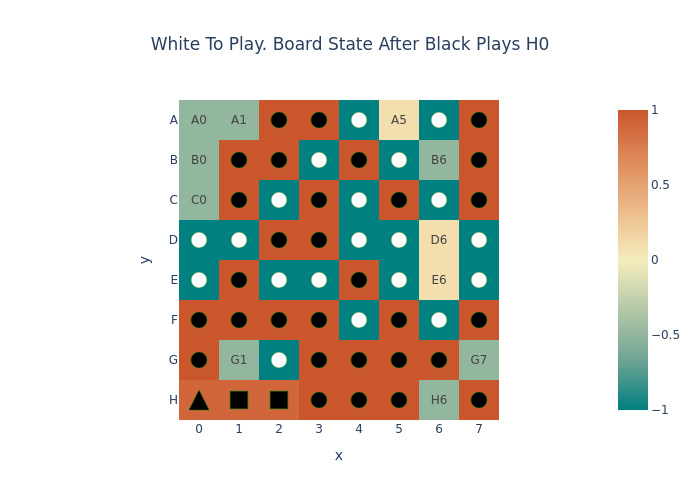 White To Play. Board State After Black Plays H0
A A0 A1 A5
B B0 B6
C C0
D D6
E E6
F
G G1 G7
H H6
0 1 2 3 4 5 6 7
x
y
1
0.5
0
−0.5
−1